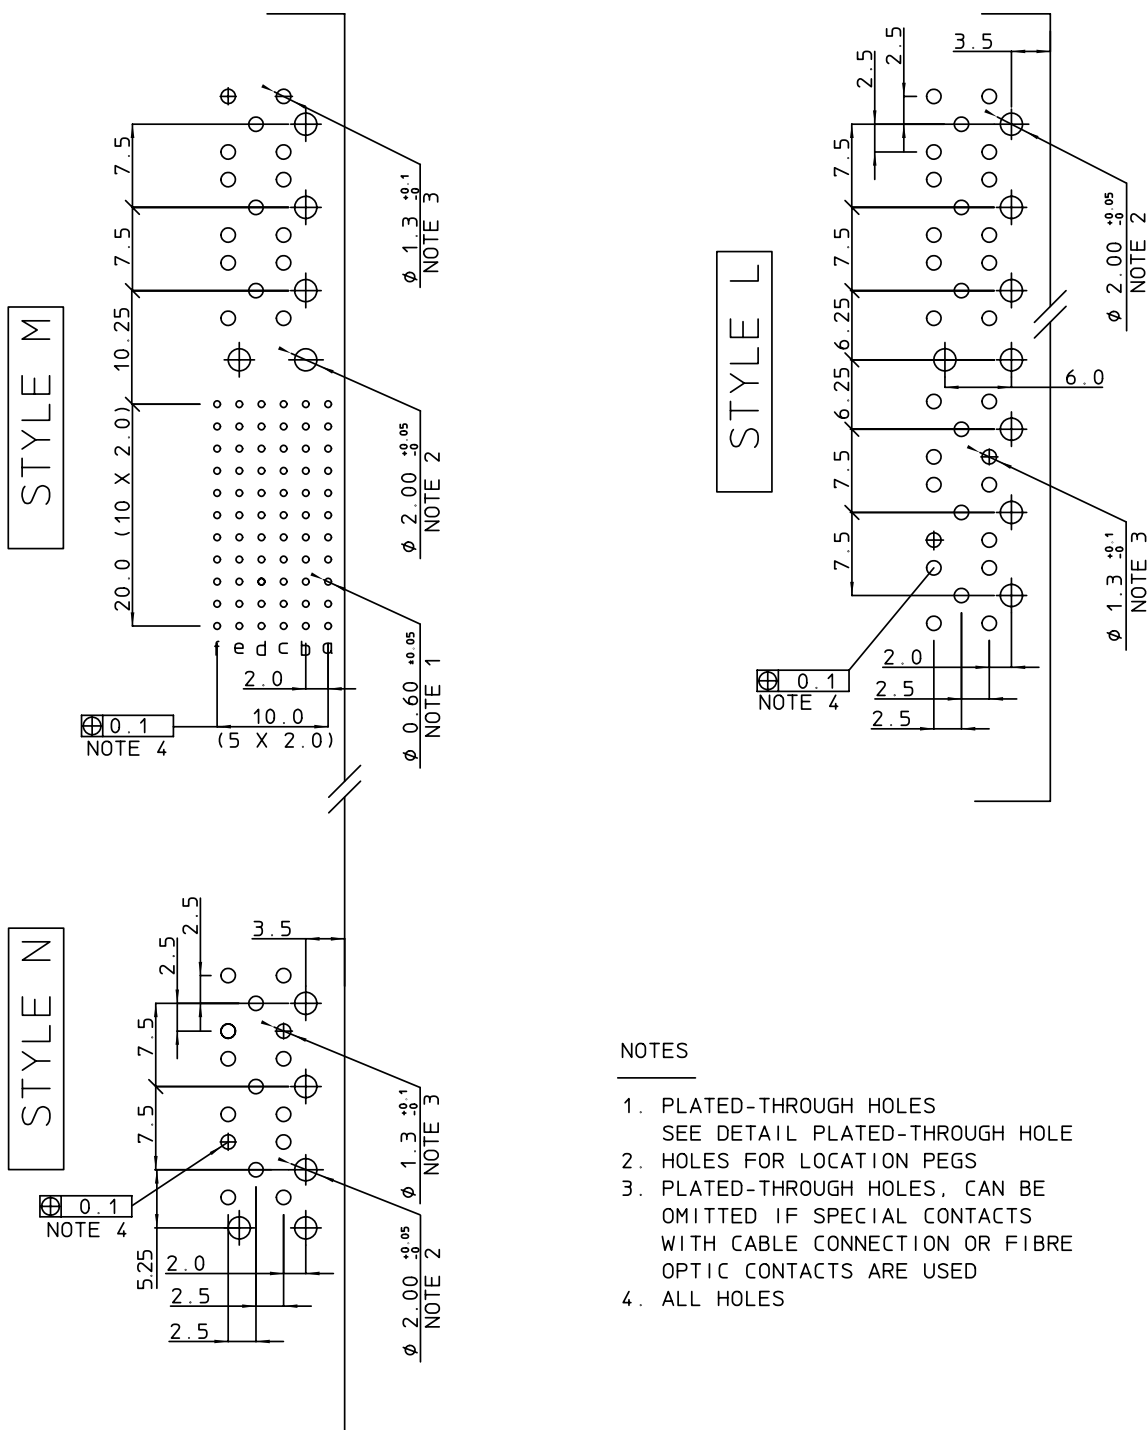 STYLE M
7.5
7.5
10.25
20.0 (10 X 2.0)
ϕ 1.3 +0.1 -0
NOTE 3
ϕ 2.00 +0.05 -0
NOTE 2
ϕ 0.60 ±0.05
NOTE 1
f e d c b a
2.0
10.0
(5 X 2.0)
⌖ 0.1
NOTE 4
STYLE L
2.5
2.5
3.5
7.5
7.5
6.25
6.25
7.5
7.5
ϕ 2.00 +0.05 -0
NOTE 2
6.0
ϕ 1.3 +0.1 -0
NOTE 3
⌖ 0.1
NOTE 4
2.0
2.5
2.5
STYLE N
2.5
2.5
3.5
7.5
7.5
5.25
⌖ 0.1
NOTE 4
2.0
2.5
2.5
ϕ 1.3 +0.1 -0
NOTE 3
ϕ 2.00 +0.05 -0
NOTE 2
NOTES
1. PLATED-THROUGH HOLES
SEE DETAIL PLATED-THROUGH HOLE
2. HOLES FOR LOCATION PEGS
3. PLATED-THROUGH HOLES, CAN BE
OMITTED IF SPECIAL CONTACTS
WITH CABLE CONNECTION OR FIBRE
OPTIC CONTACTS ARE USED
4. ALL HOLES